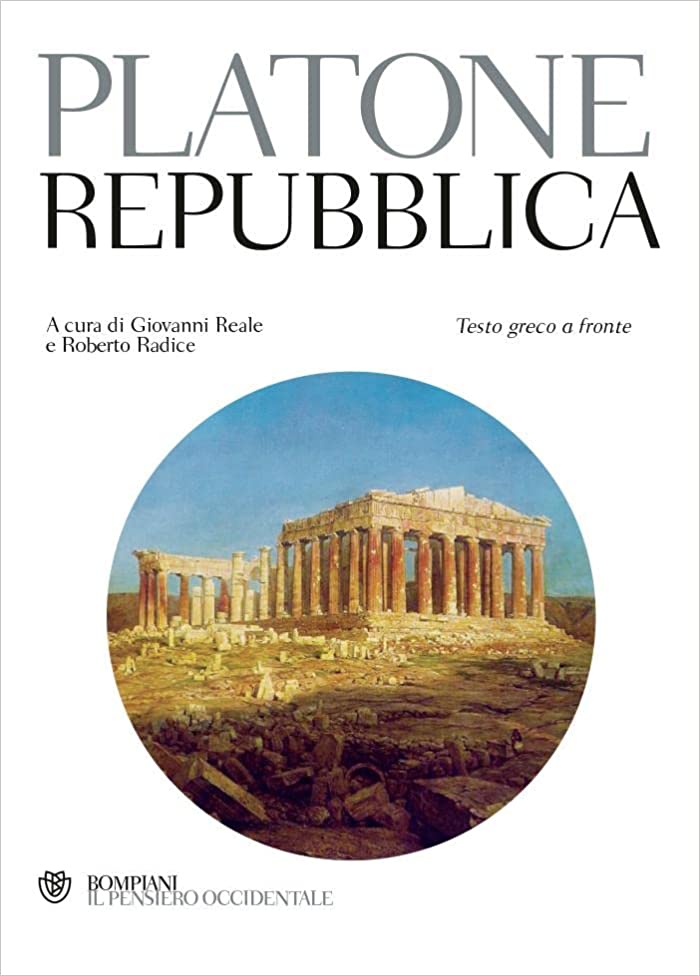 PLATONE
REPUBBLICA
A cura di Giovanni Reale
e Roberto Radice
Testo greco a fronte
BOMPIANI
IL PENSIERO OCCIDENTALE